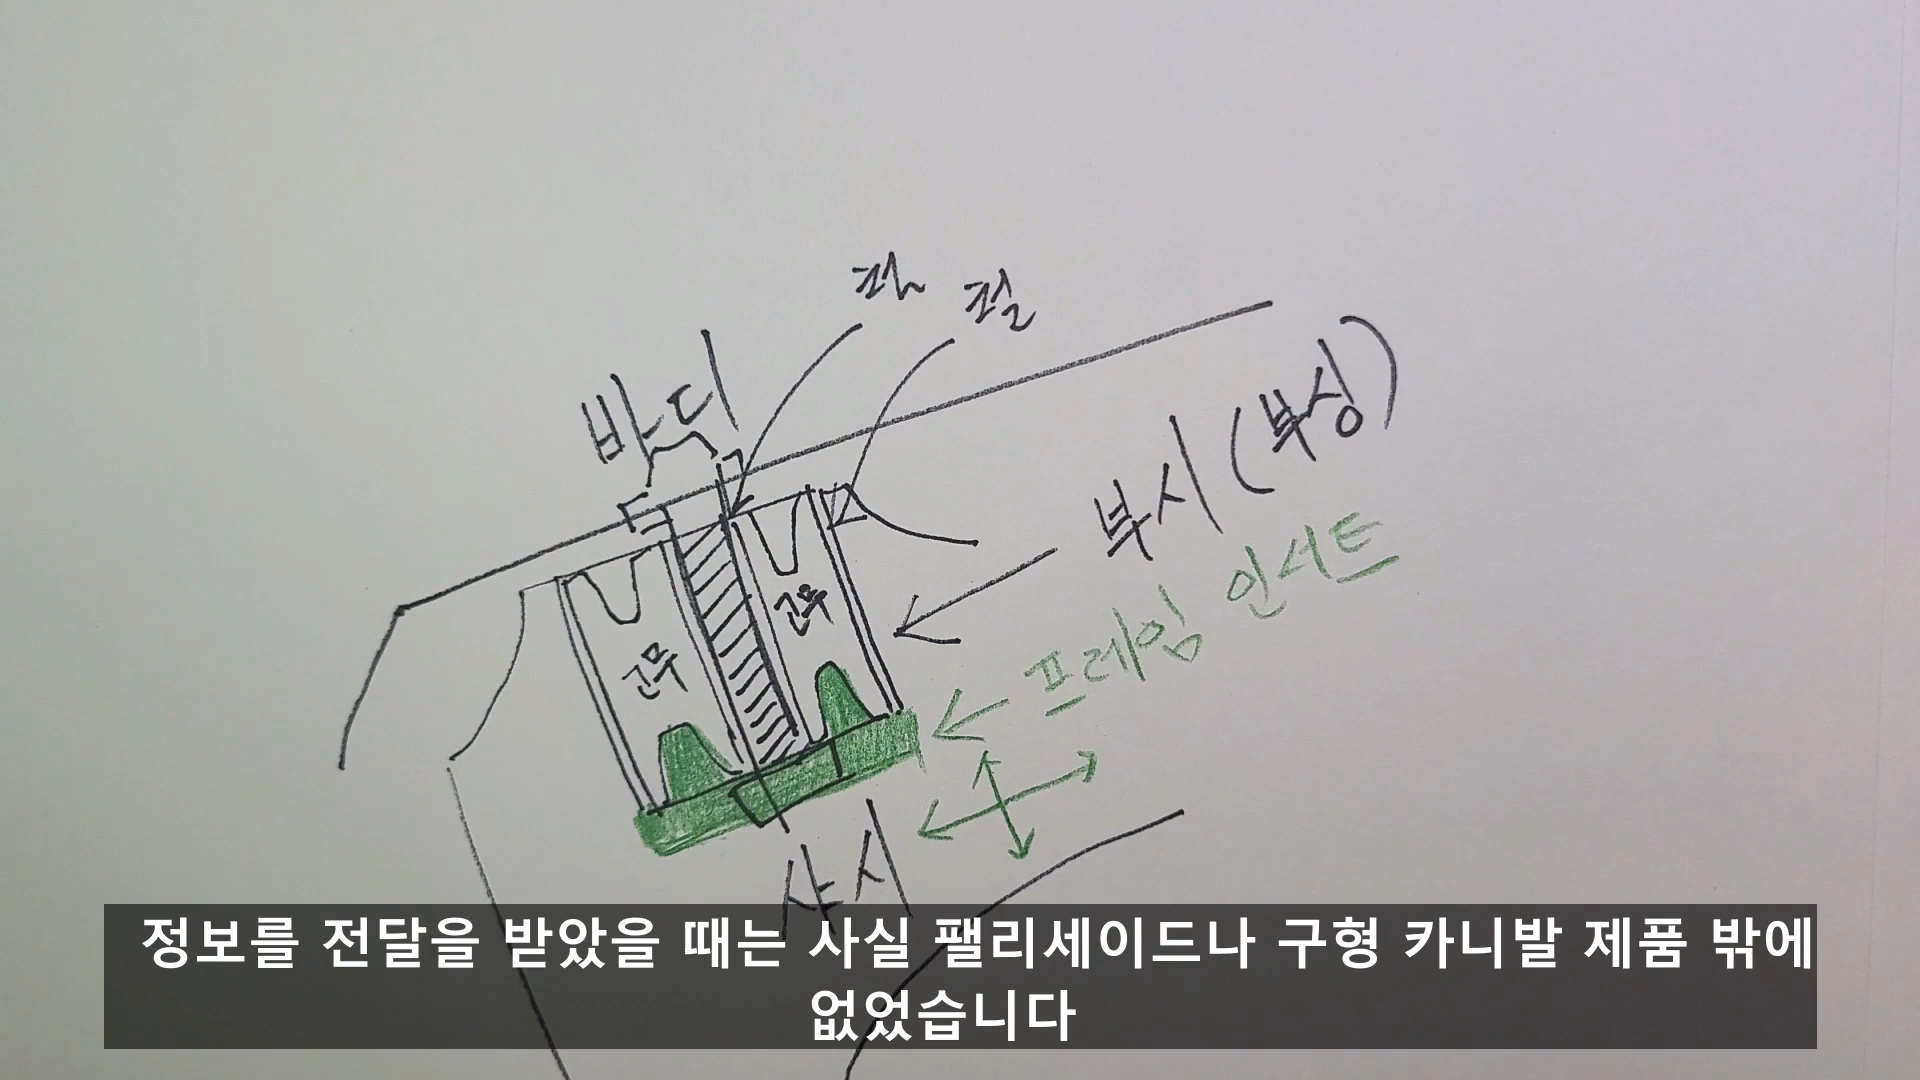 바디
부시(부싱)
고무
고무
프레임 인서트
샤시
정보를 전달을 받았을 때는 사실 팰리세이드나 구형 카니발 제품 밖에
없었습니다